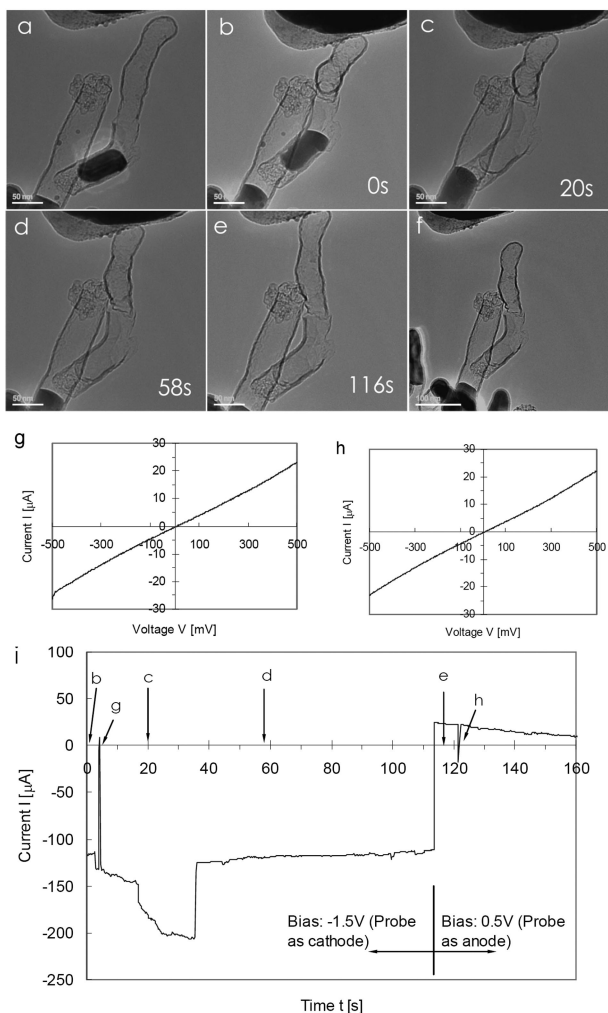 a b c
0s 20s
50 nm 50 nm 50 nm
d e f
58s 116s
50 nm 50 nm 100 nm
g
30
20
10
0
-10
-20
-30
-500 -300 -100 100 300 500
Current I [µA]
Voltage V [mV]
h
30
20
10
0
-10
-20
-30
-500 -300 -100 100 300 500
Current I [µA]
Voltage V [mV]
i
100
50
0
-50
-100
-150
-200
-250
b g c d e h
0 20 40 60 80 100 120 140 160
Current I [µA]
Bias: -1.5V (Probe
as cathode)
Bias: 0.5V (Probe
as anode)
Time t [s]